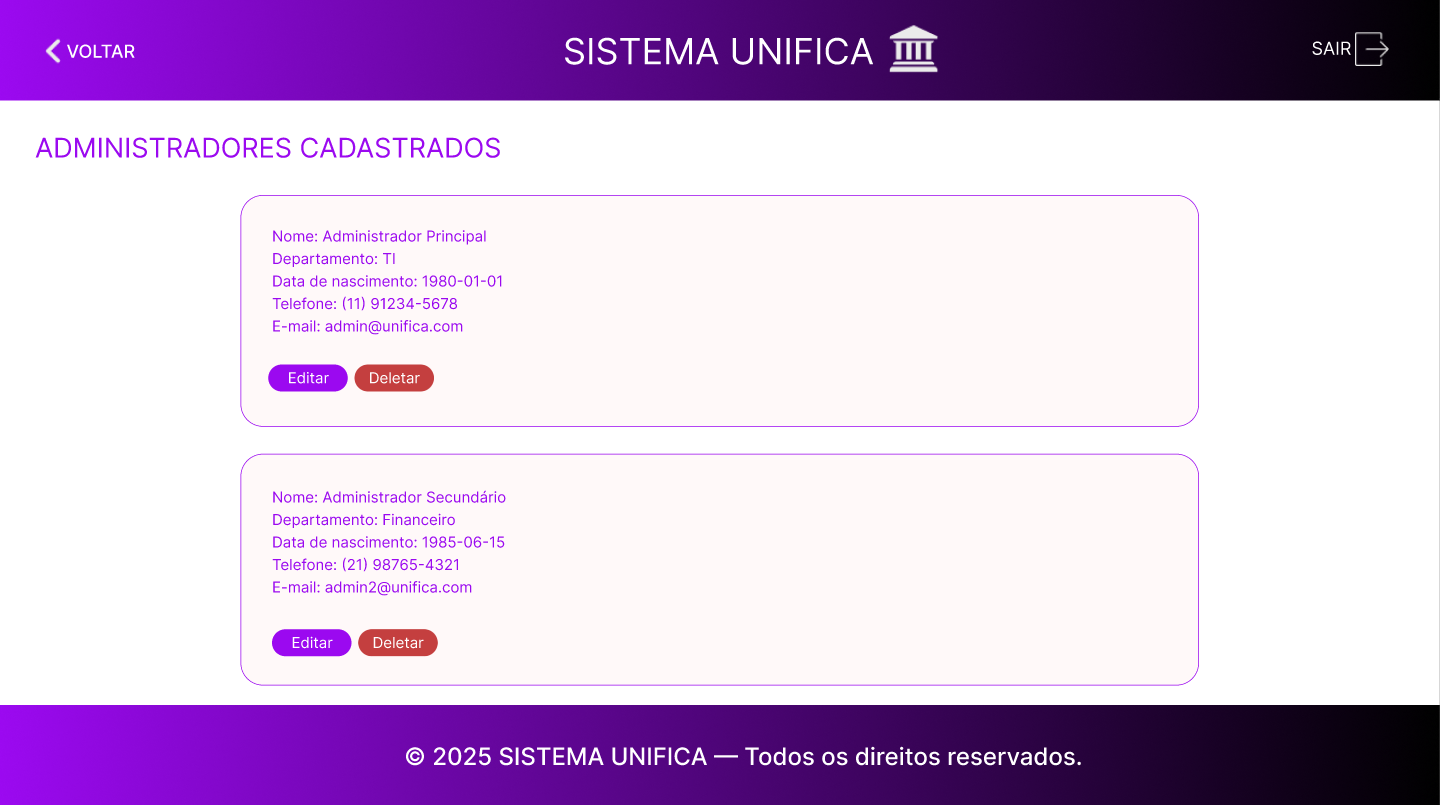 VOLTAR
SISTEMA UNIFICA
SAIR
ADMINISTRADORES CADASTRADOS
Nome: Administrador Principal
Departamento: TI
Data de nascimento: 1980-01-01
Telefone: (11) 91234-5678
E-mail: admin@unifica.com
Editar
Deletar
Nome: Administrador Secundário
Departamento: Financeiro
Data de nascimento: 1985-06-15
Telefone: (21) 98765-4321
E-mail: admin2@unifica.com
Editar
Deletar
© 2025 SISTEMA UNIFICA — Todos os direitos reservados.